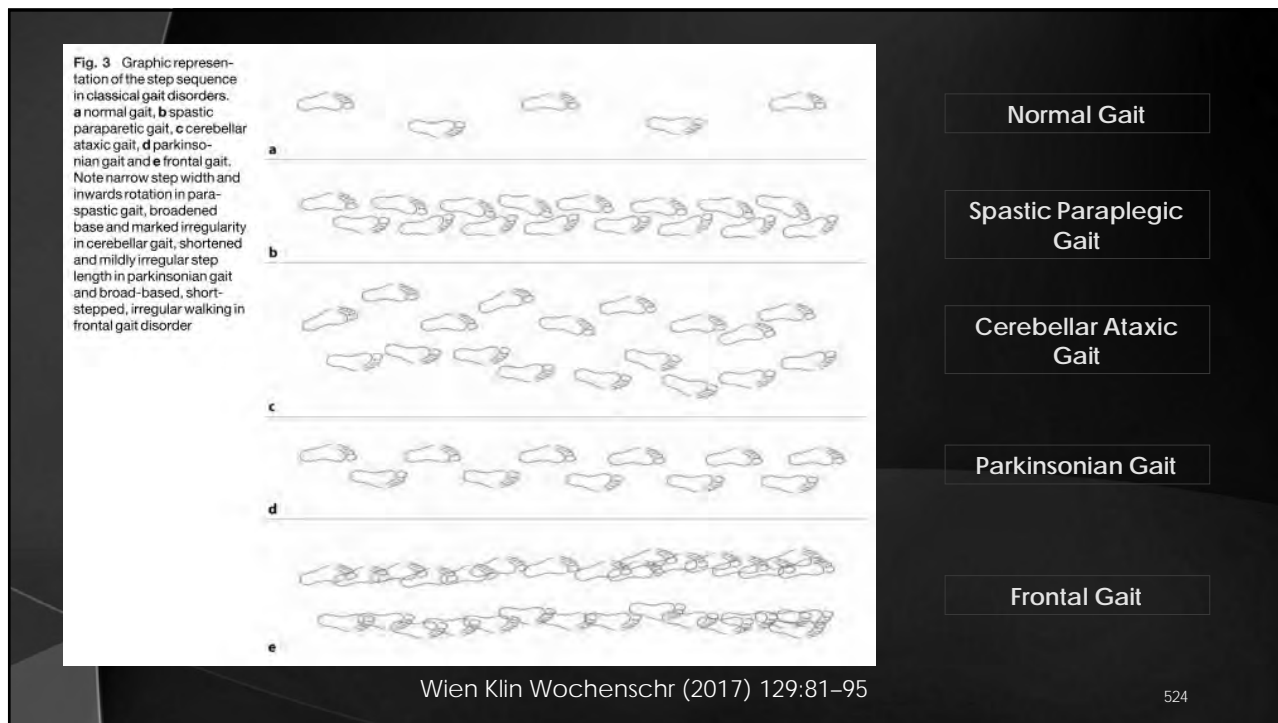 Fig. 3 Graphic represen-
tation of the step sequence
in classical gait disorders.
a normal gait, b spastic
paraparetic gait, c cerebellar
ataxic gait, d parkinso-
nian gait and e frontal gait.
Note narrow step width and
inwards rotation in para-
spastic gait, broadened
base and marked irregularity
in cerebellar gait, shortened
and mildly irregular step
length in parkinsonian gait
and broad-based, short-
stepped, irregular walking in
frontal gait disorder
a
b
c
d
e
Normal Gait
Spastic Paraplegic
Gait
Cerebellar Ataxic
Gait
Parkinsonian Gait
Frontal Gait
Wien Klin Wochenschr (2017) 129:81–95
524